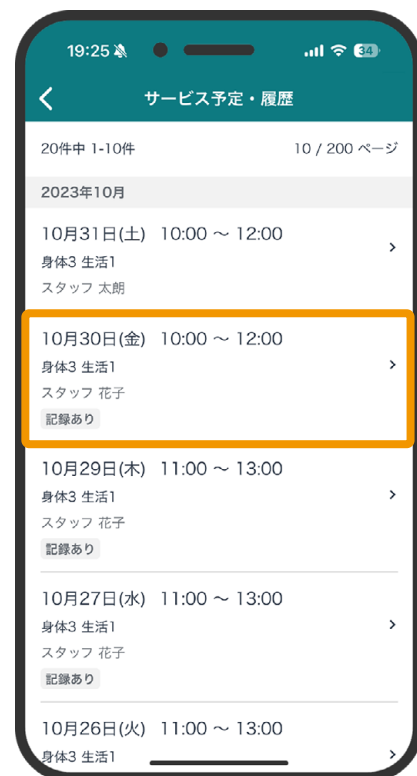 19:25
34
サービス予定・履歴
20件中 1-10件
10 / 200 ページ
2023年10月
10月31日(土) 10:00 〜 12:00
身体3 生活1
スタッフ 太朗
10月30日(金) 10:00 〜 12:00
身体3 生活1
スタッフ 花子
記録あり
10月29日(木) 11:00 〜 13:00
身体3 生活1
スタッフ 花子
記録あり
10月27日(水) 11:00 〜 13:00
身体3 生活1
スタッフ 花子
記録あり
10月26日(火) 11:00 〜 13:00
身体3 生活1